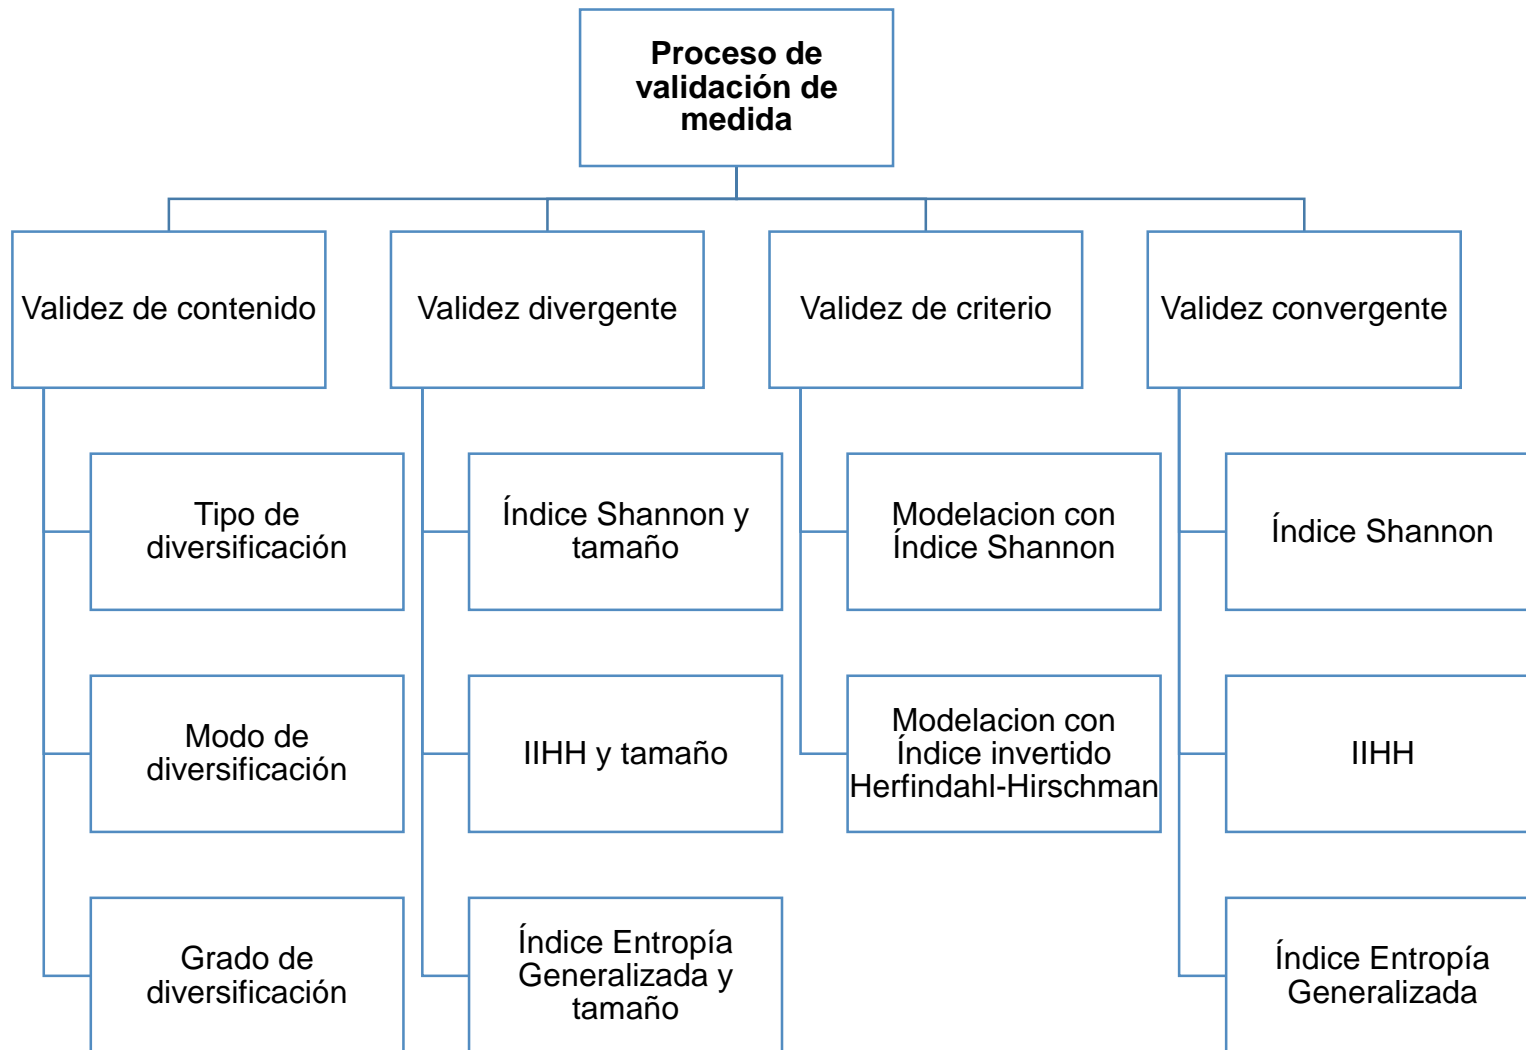 Proceso de
validación de
medida
Validez de contenido
Validez divergente
Validez de criterio
Validez convergente
Tipo de
diversificación
Índice Shannon y
tamaño
Modelacion con
Índice Shannon
Índice Shannon
Modo de
diversificación
IIHH y tamaño
Modelacion con
Índice invertido
Herfindahl-Hirschman
IIHH
Grado de
diversificación
Índice Entropía
Generalizada y
tamaño
Índice Entropía
Generalizada